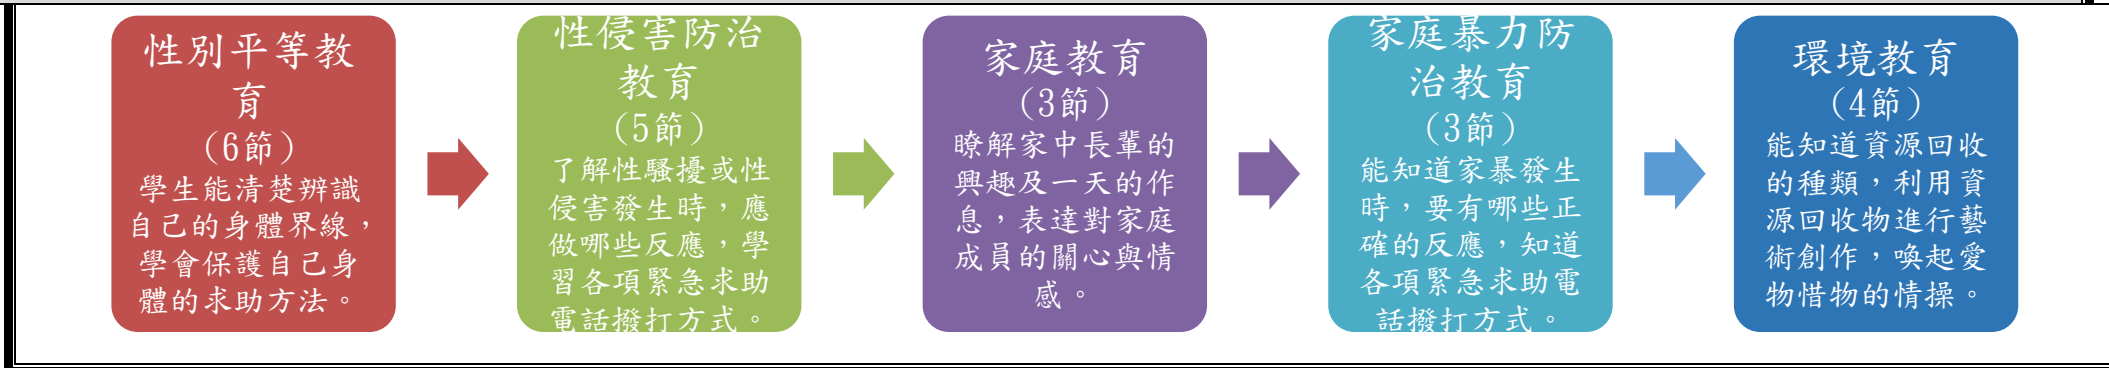 性別平等教
育
（6節）
學生能清楚辨識
自己的身體界線，
學會保護自己身
體的求助方法。
性侵害防治
教育
（5節）
了解性騷擾或性
侵害發生時，應
做哪些反應，學
習各項緊急求助
電話撥打方式。
家庭教育
（3節）
瞭解家中長輩的
興趣及一天的作
息，表達對家庭
成員的關心與情
感。
家庭暴力防
治教育
（3節）
能知道家暴發生
時，要有哪些正
確的反應，知道
各項緊急求助電
話撥打方式。
環境教育
（4節）
能知道資源回收
的種類，利用資
源回收物進行藝
術創作，喚起愛
物惜物的情操。